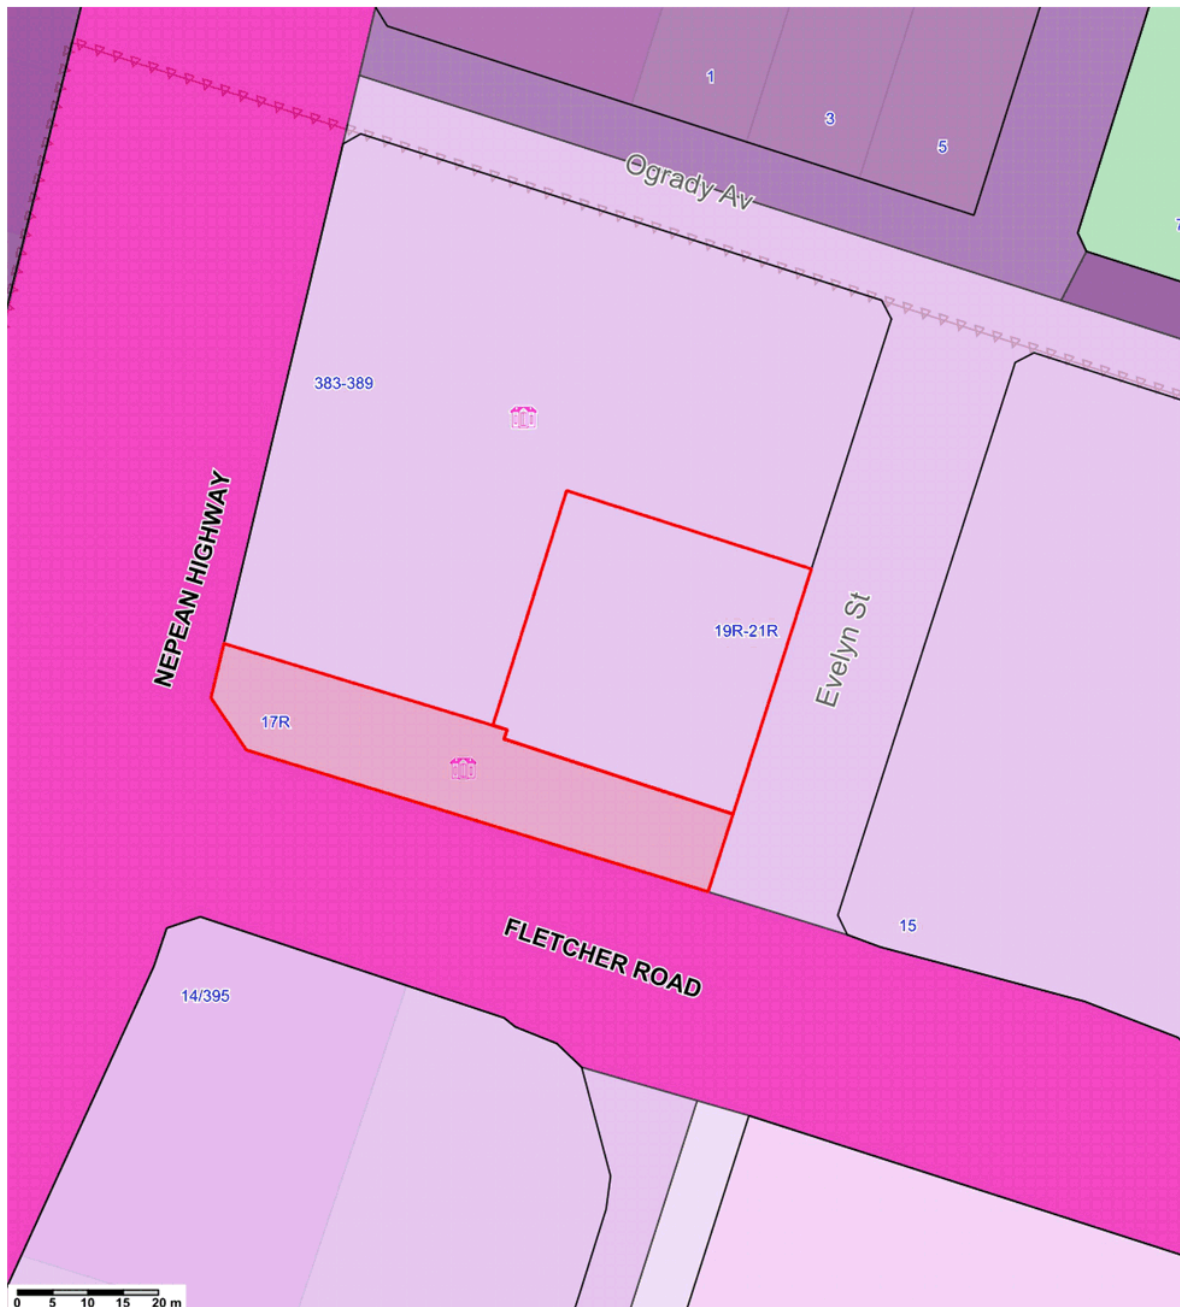 1
3
5
Ogrady Av
383-389
NEPEAN HIGHWAY
19R-21R
Evelyn St
17R
15
FLETCHER ROAD
14/395
0 5 10 15 20 m